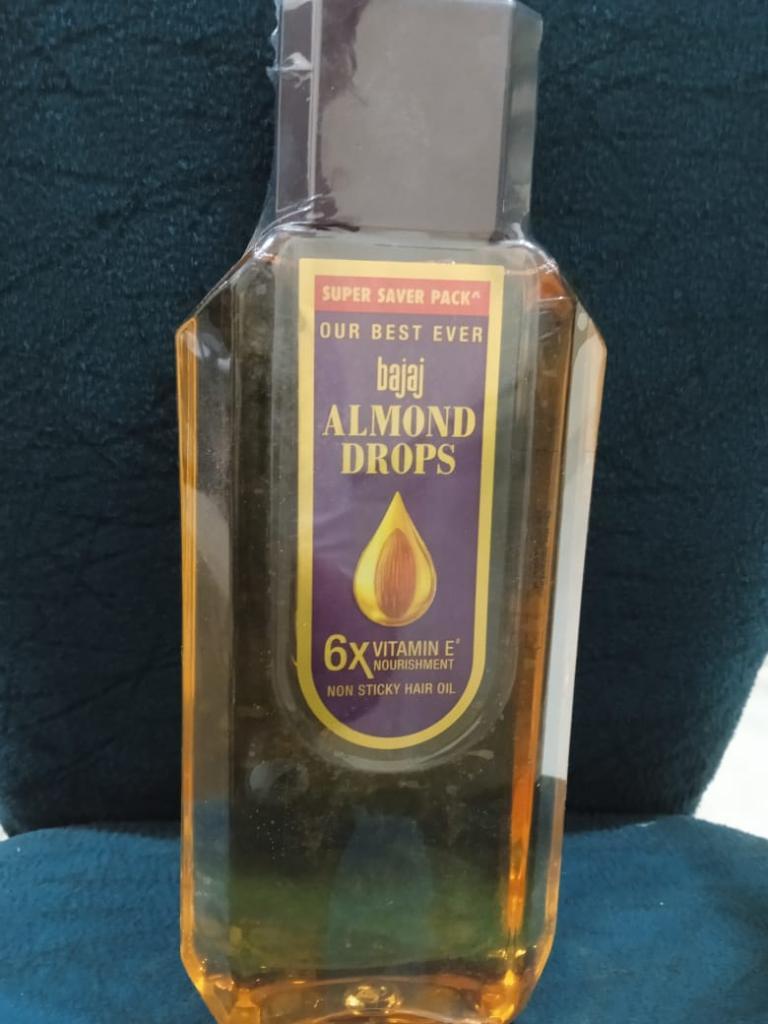 SUPER SAVER PACK^
OUR BEST EVER
bajaj
ALMOND
DROPS
6X VITAMIN E#
NOURISHMENT
NON STICKY HAIR OIL